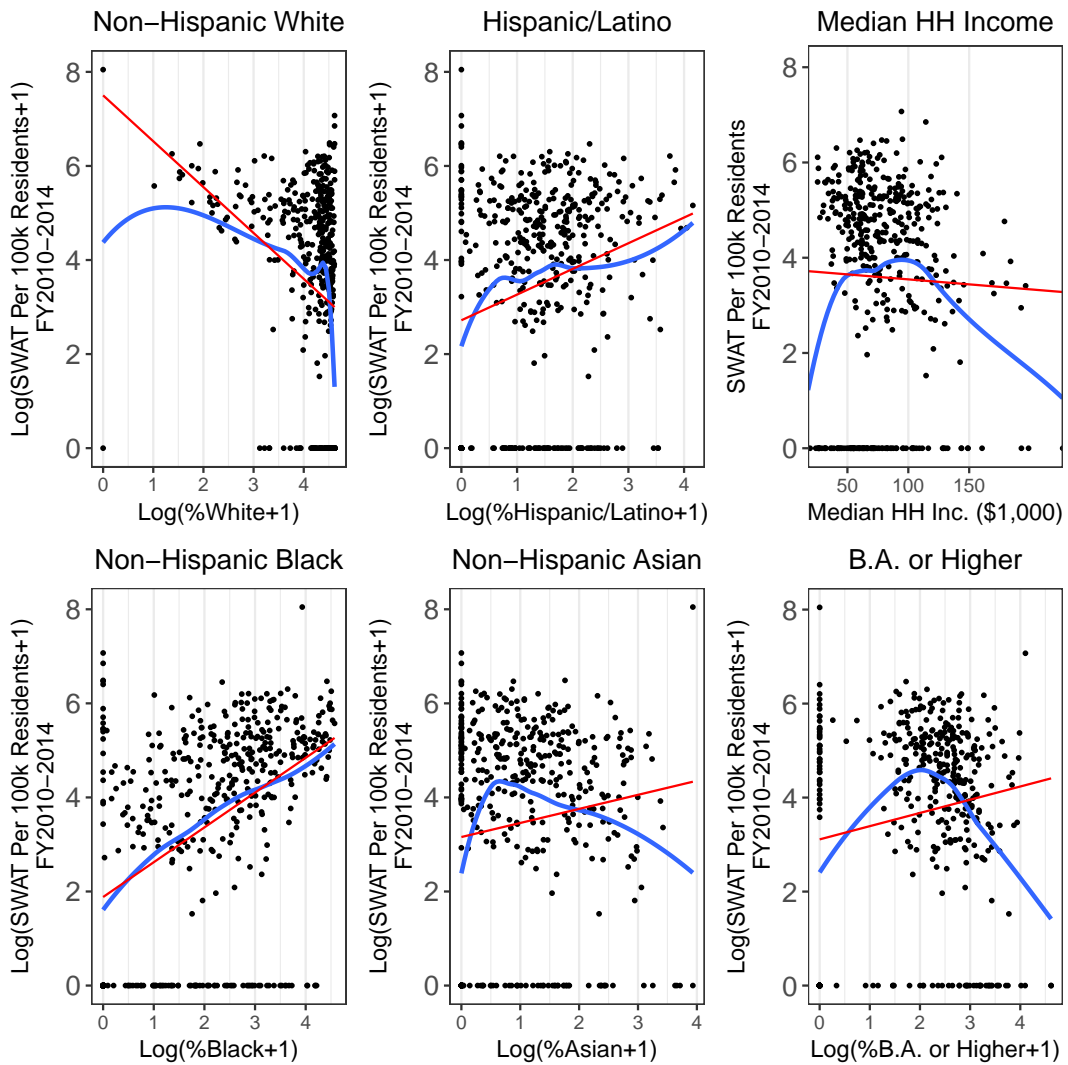 Non−Hispanic White
Log(SWAT Per 100k Residents+1)
FY2010−2014
8
6
4
2
0
0 1 2 3 4
Log(%White+1)
Hispanic/Latino
Log(SWAT Per 100k Residents+1)
FY2010−2014
8
6
4
2
0
0 1 2 3 4
Log(%Hispanic/Latino+1)
Median HH Income
SWAT Per 100k Residents
FY2010−2014
8
6
4
2
0
50 100 150
Median HH Inc. ($1,000)
Non−Hispanic Black
Log(SWAT Per 100k Residents+1)
FY2010−2014
8
6
4
2
0
0 1 2 3 4
Log(%Black+1)
Non−Hispanic Asian
Log(SWAT Per 100k Residents+1)
FY2010−2014
8
6
4
2
0
0 1 2 3 4
Log(%Asian+1)
B.A. or Higher
Log(SWAT Per 100k Residents+1)
FY2010−2014
8
6
4
2
0
0 1 2 3 4
Log(%B.A. or Higher+1)